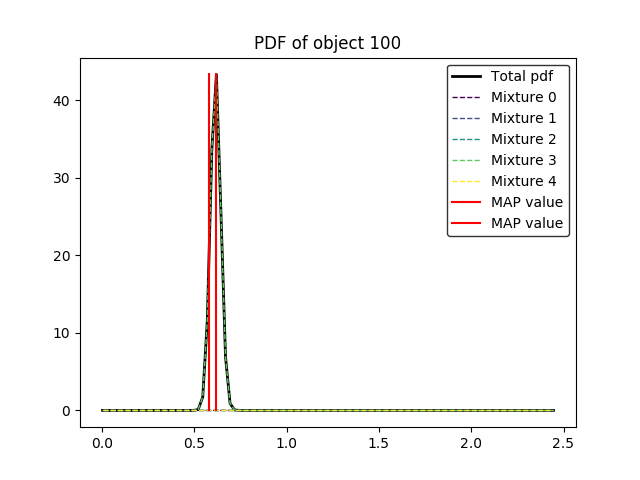 PDF of object 100
Total pdf
Mixture 0
Mixture 1
Mixture 2
Mixture 3
Mixture 4
MAP value
MAP value
40
30
20
10
0
0.0 0.5 1.0 1.5 2.0 2.5